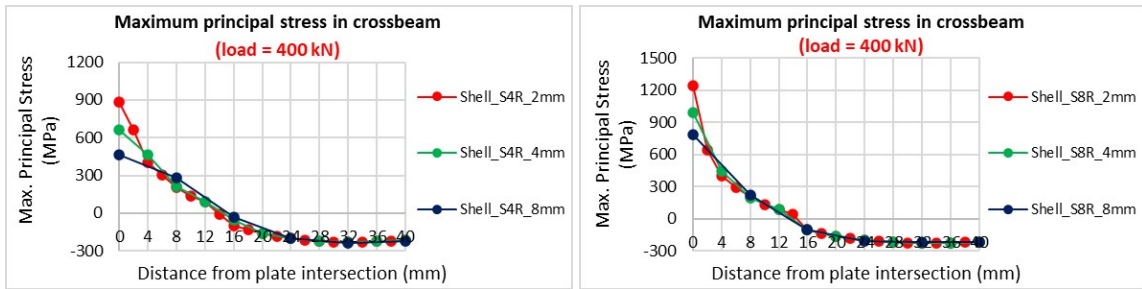 Maximum principal stress in crossbeam
(load = 400 kN)
Max. Principal Stress
(MPa)
1200
900
600
300
0
-300
0 4 8 12 16 20 24 28 32 36 40
Distance from plate intersection (mm)
Shell_S4R_2mm
Shell_S4R_4mm
Shell_S4R_8mm
Maximum principal stress in crossbeam
(load = 400 kN)
Max. Principal Stress
(MPa)
1500
1200
900
600
300
0
-300
0 4 8 12 16 20 24 28 32 36 40
Distance from plate intersection (mm)
Shell_S8R_2mm
Shell_S8R_4mm
Shell_S8R_8mm